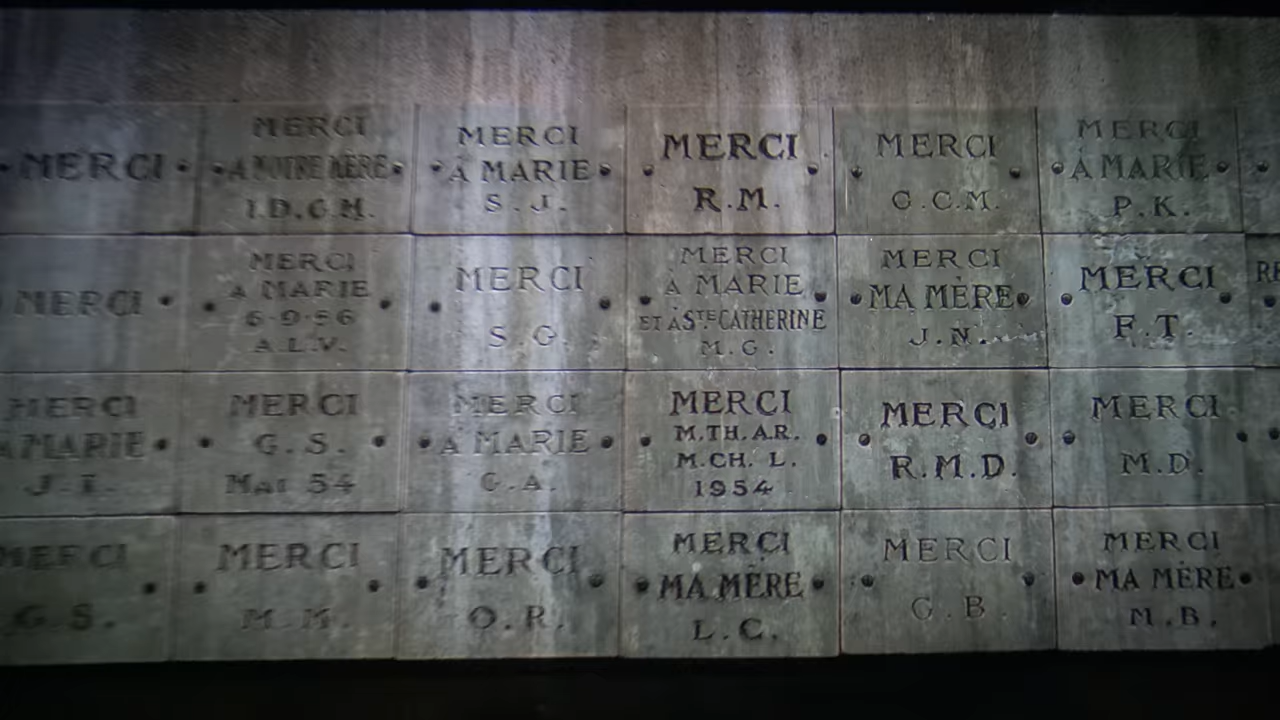 MERCI
MERCI
A NOTRE MÈRE
I.D.G.M.
MERCI
À MARIE
S.J.
MERCI
R.M.
MERCI
G.C.M.
MERCI
À MARIE
P.K.
MERCI
MERCI
A MARIE
6-9-56
A.L.V.
MERCI
S.G.
MERCI
À MARIE
ET À STE CATHERINE
M.G.
MERCI
MA MÈRE
J.N.
MERCI
F.T.
RE
MERCI
A MARIE
J.T.
MERCI
G.S.
MAI 54
MERCI
À MARIE
G.A.
MERCI
M.TH.A.R.
M.CH.L.
1954
MERCI
R.M.D.
MERCI
M.D.
MERCI
G.S.
MERCI
M.M.
MERCI
O.R.
MERCI
MA MÈRE
L.C.
MERCI
G.B.
MERCI
MA MÈRE
M.B.